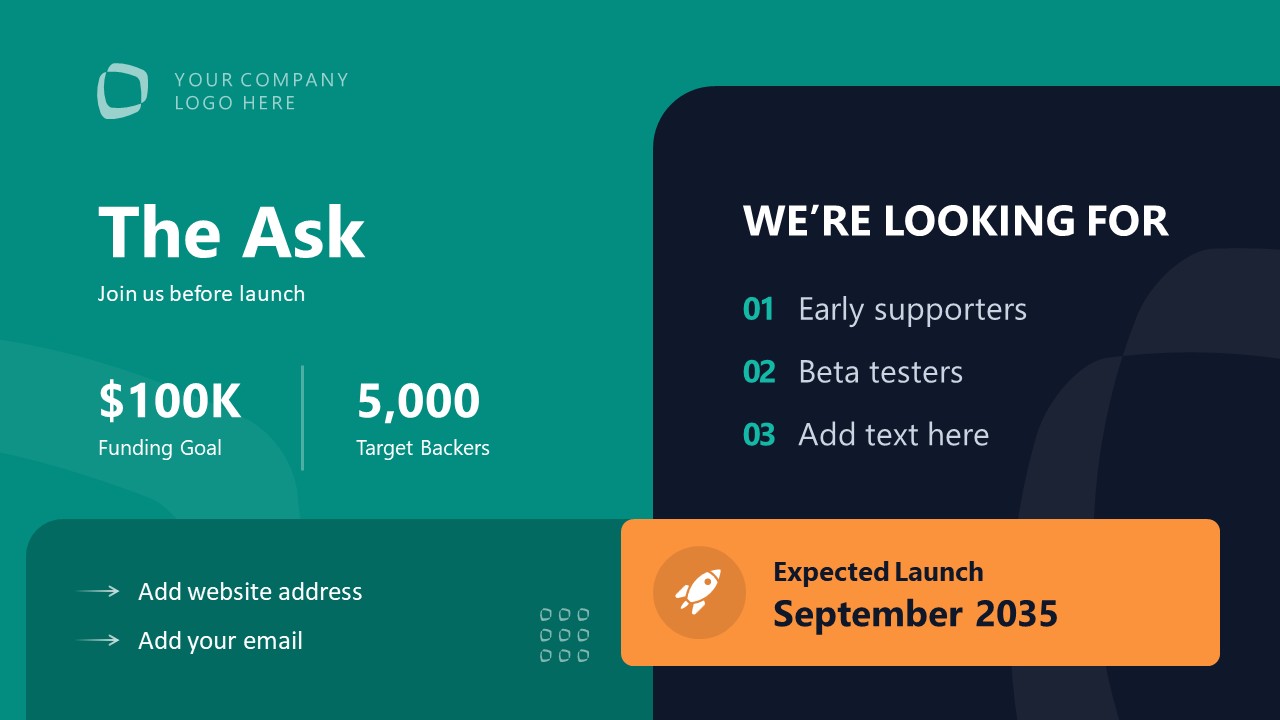 YOUR COMPANY
LOGO HERE
The Ask
Join us before launch
$100K
Funding Goal
5,000
Target Backers
WE’RE LOOKING FOR
01 Early supporters
02 Beta testers
03 Add text here
Add website address
Add your email
Expected Launch
September 2035